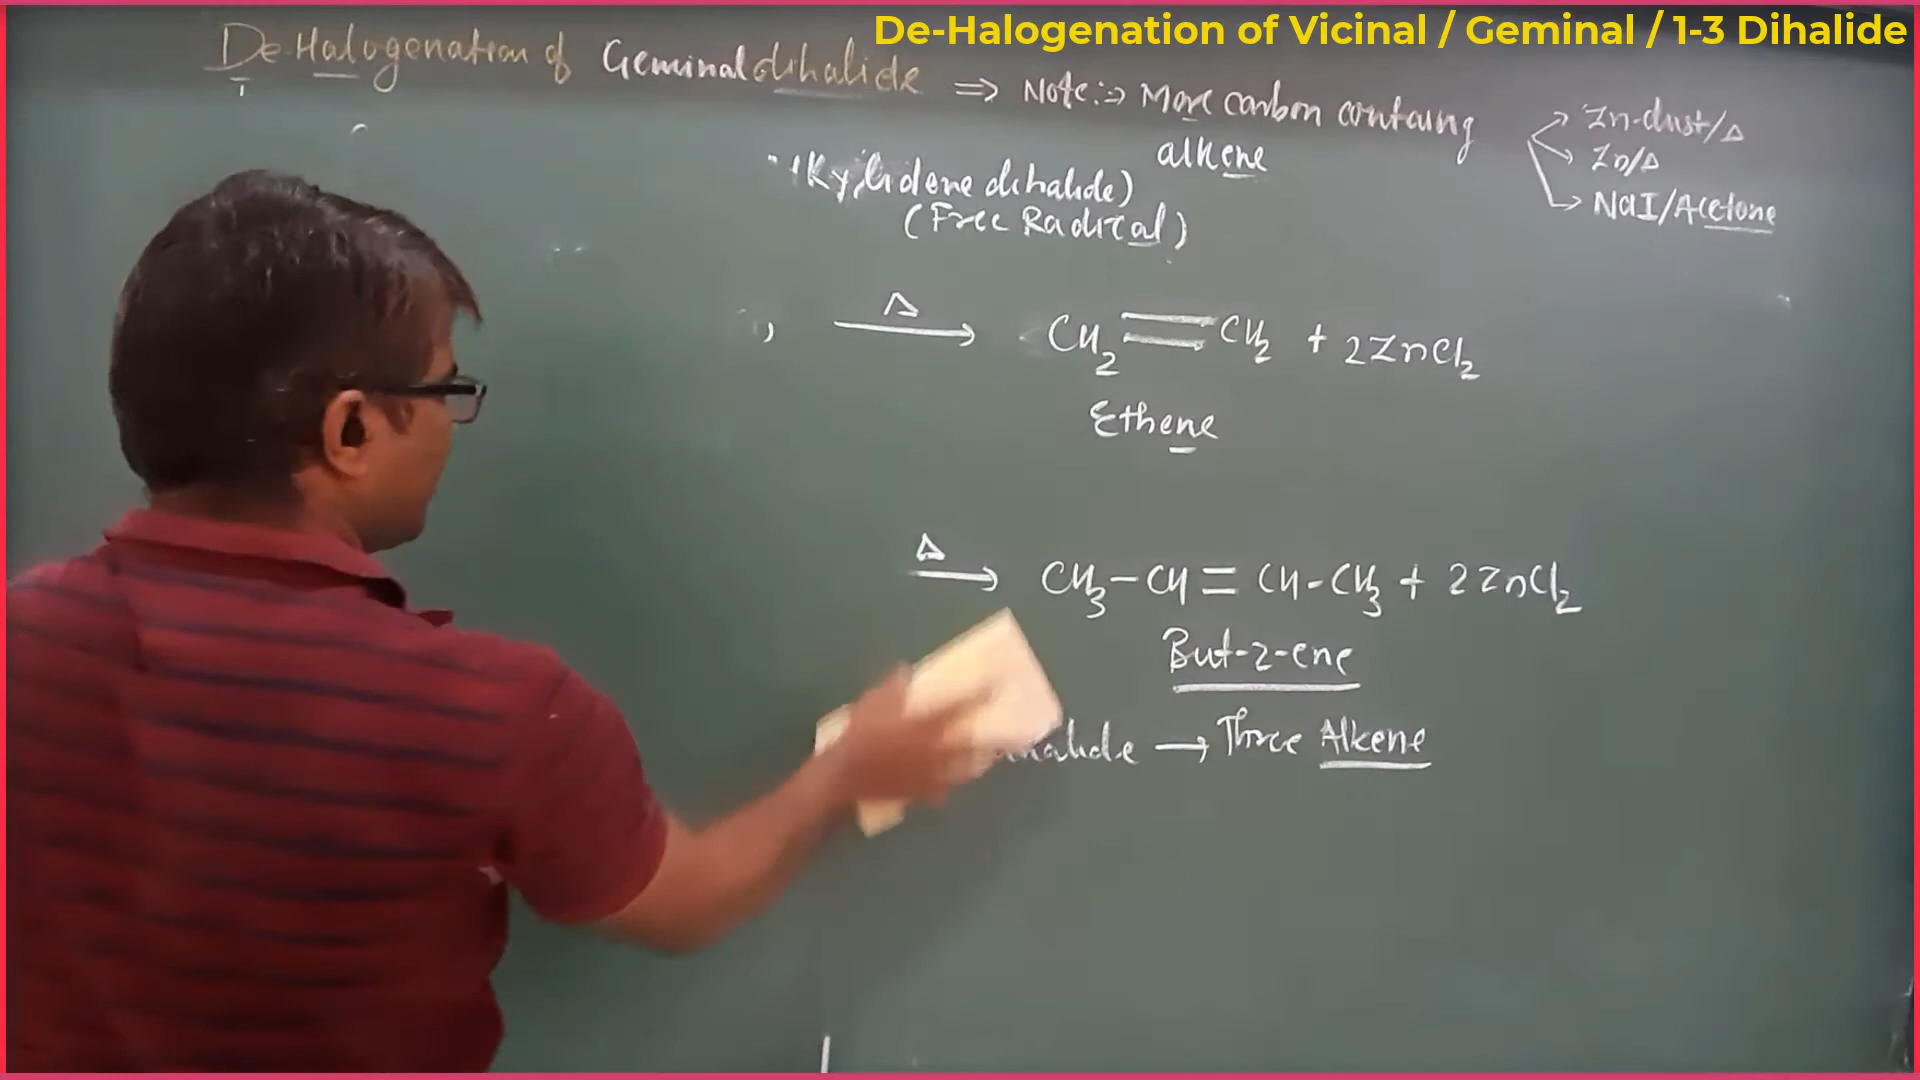 De-Halogenation of Vicinal / Geminal / 1-3 Dihalide
De-Halogenation of Geminal dihalide ⇒ Note:→ More carbon containg
alkene
Zn-dust/Δ
Zn/Δ
NaI/Acetone
dihalide)
(Free Radical)
Δ
→ CH₂=CH₂ + 2ZnCl₂
Ethene
Δ
→ CH₃-CH=CH-CH₃ + 2ZnCl₂
But-2-ene
→ Three Alkene